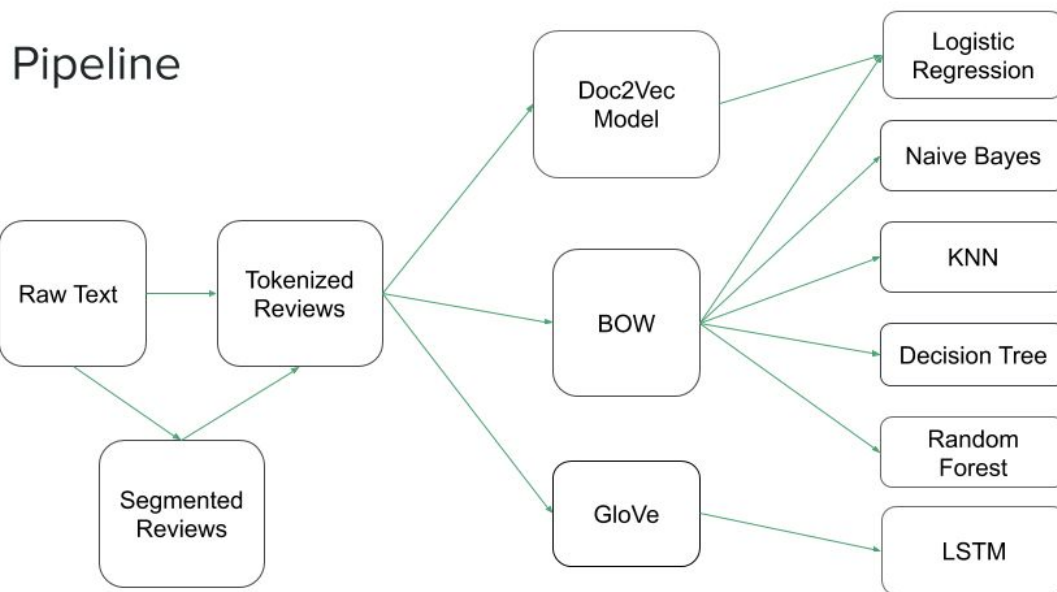 Pipeline
Raw Text
Tokenized
Reviews
Segmented
Reviews
Doc2Vec
Model
BOW
GloVe
Logistic
Regression
Naive Bayes
KNN
Decision Tree
Random
Forest
LSTM